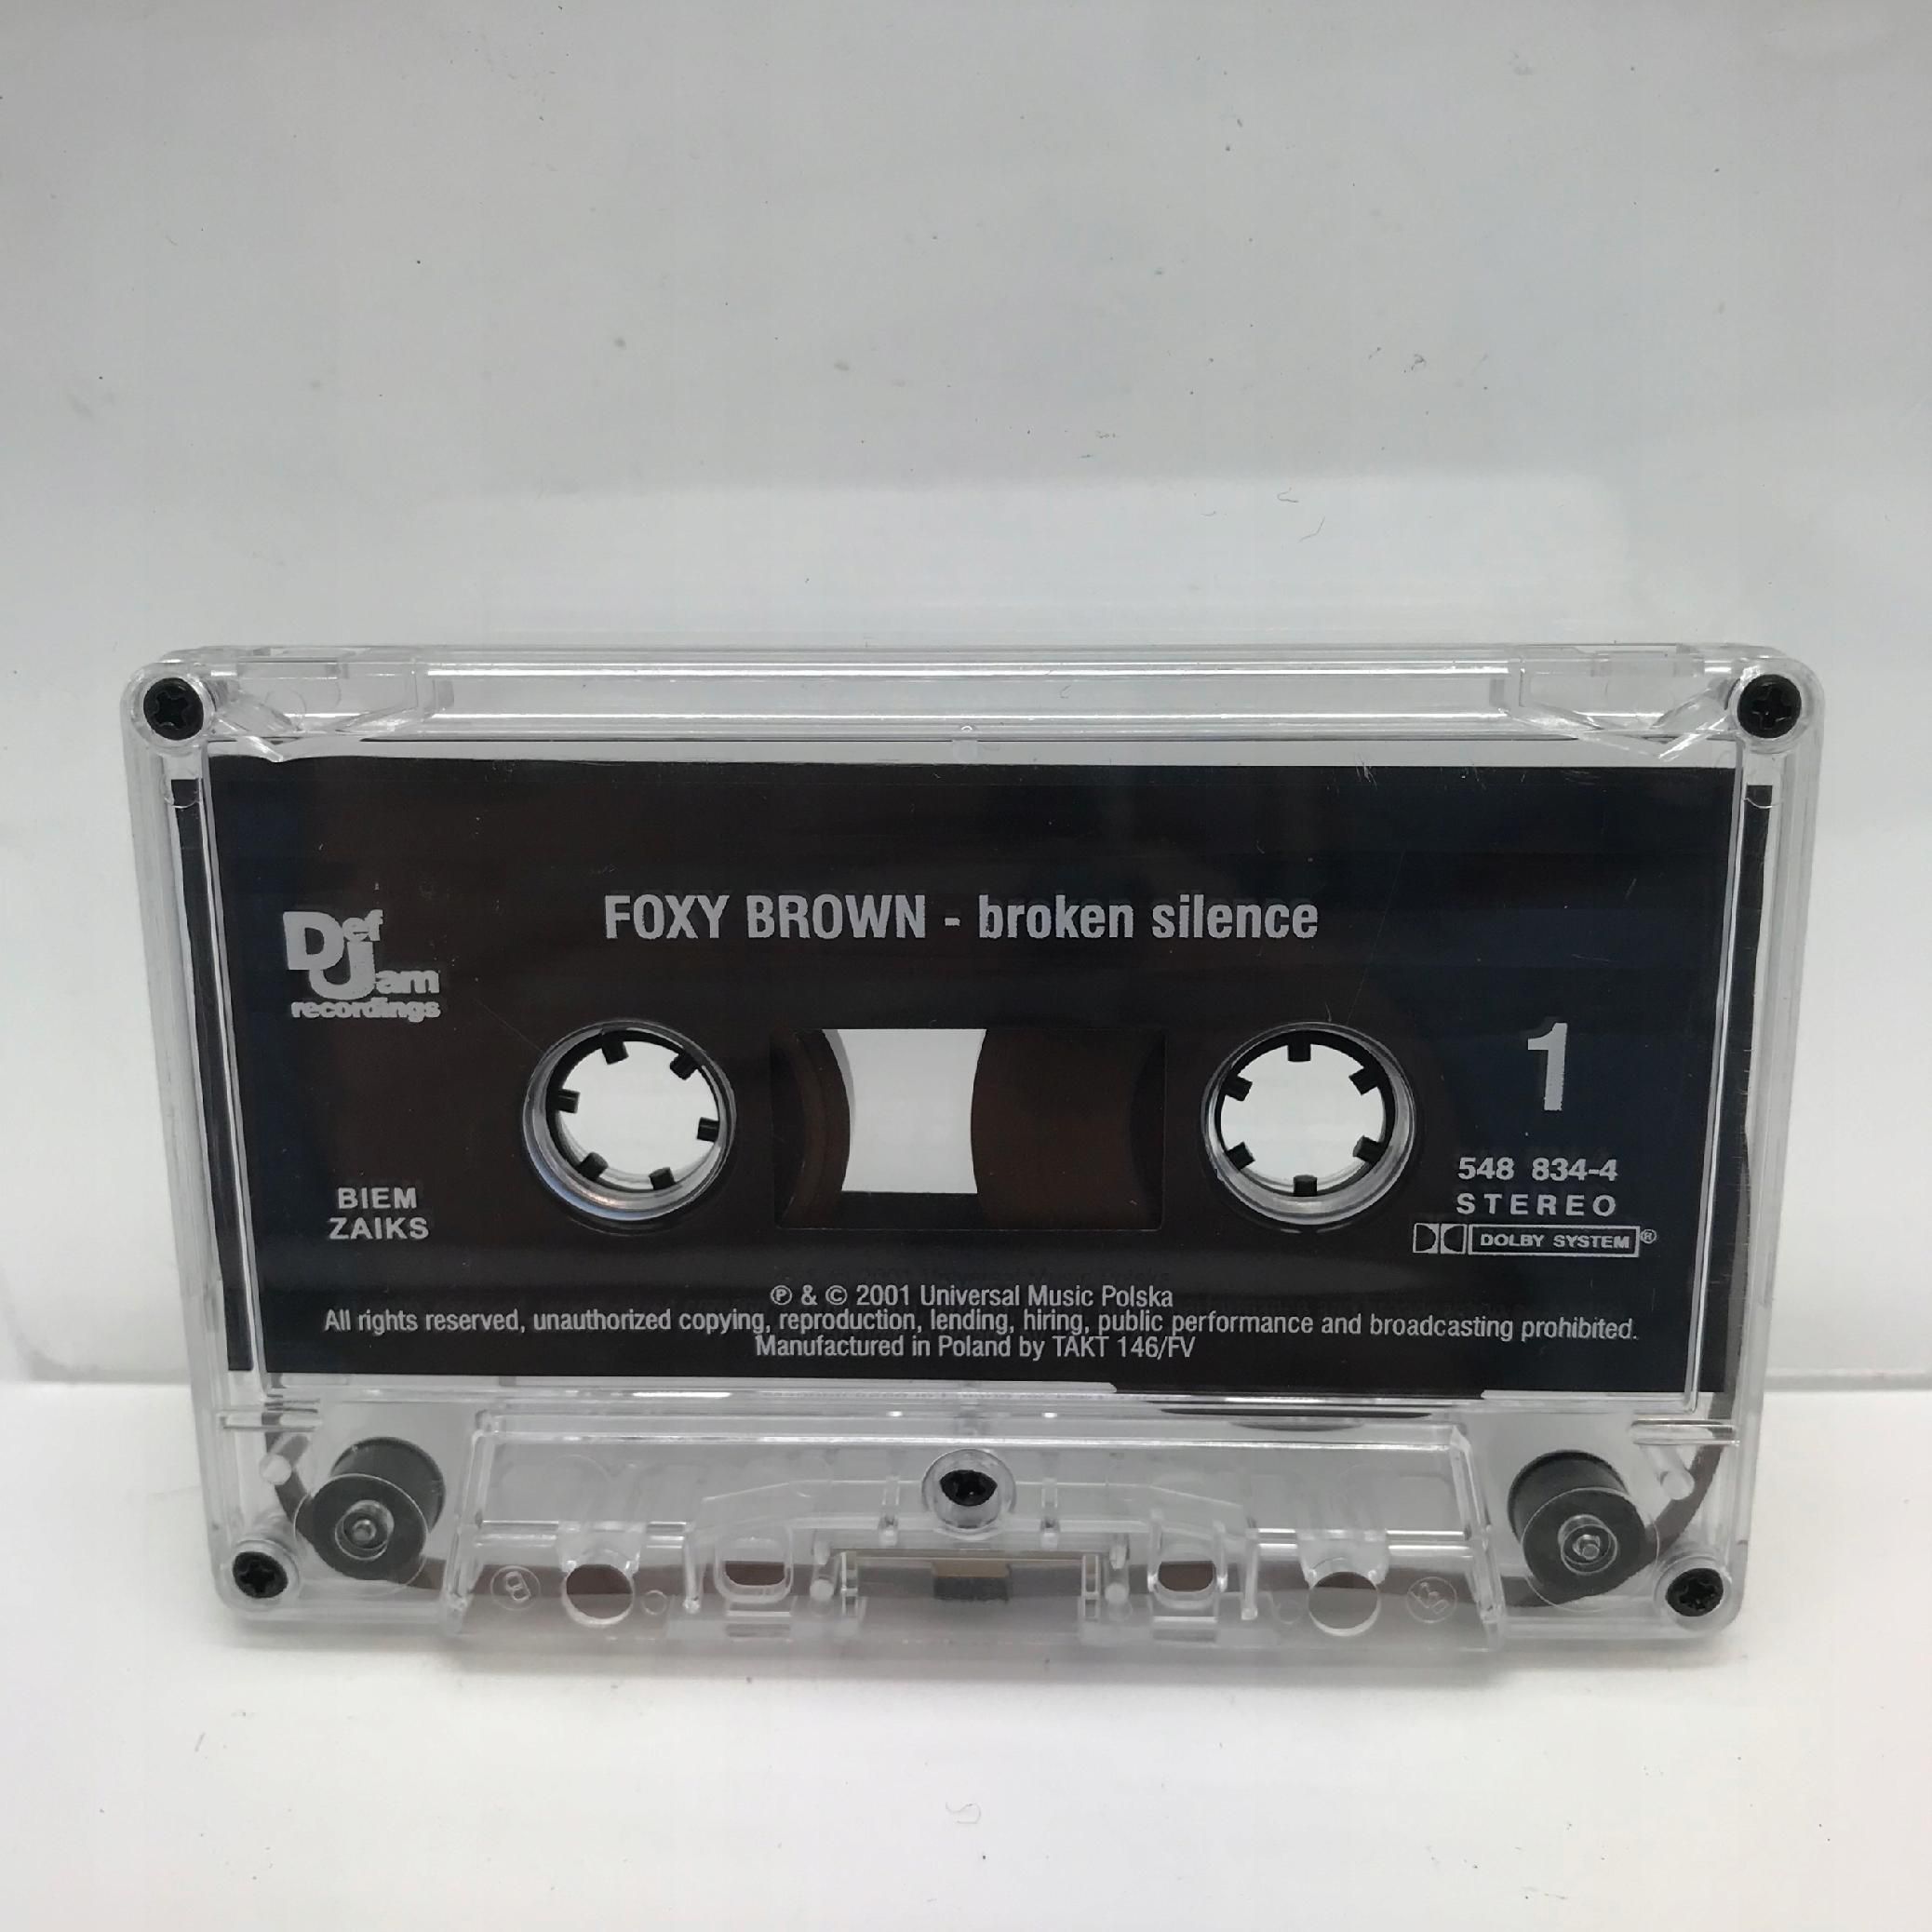 FOXY BROWN - broken silence
Def
Jam
recordings
1
548 834-4
STEREO
DOLBY SYSTEM®
BIEM
ZAIKS
℗ & © 2001 Universal Music Polska
All rights reserved, unauthorized copying, reproduction, lending, hiring, public performance and broadcasting prohibited.
Manufactured in Poland by TAKT 146/FV
B